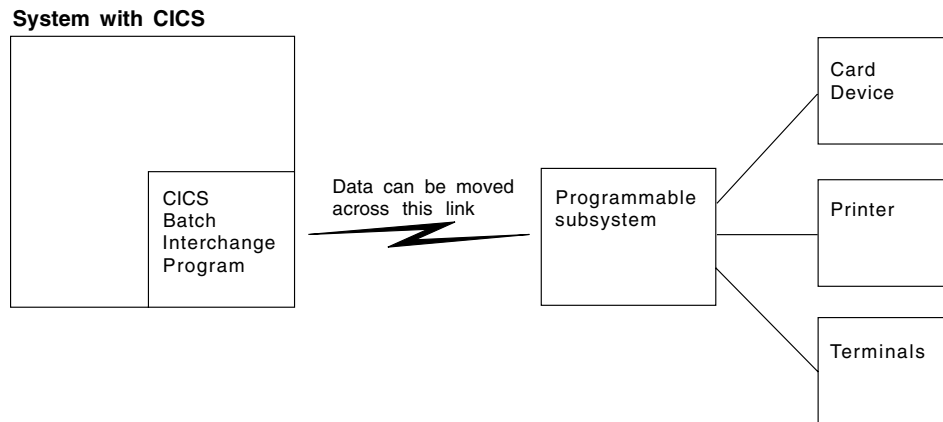 System with CICS
CICS
Batch
Interchange
Program
Data can be moved
across this link
Programmable
subsystem
Card
Device
Printer
Terminals